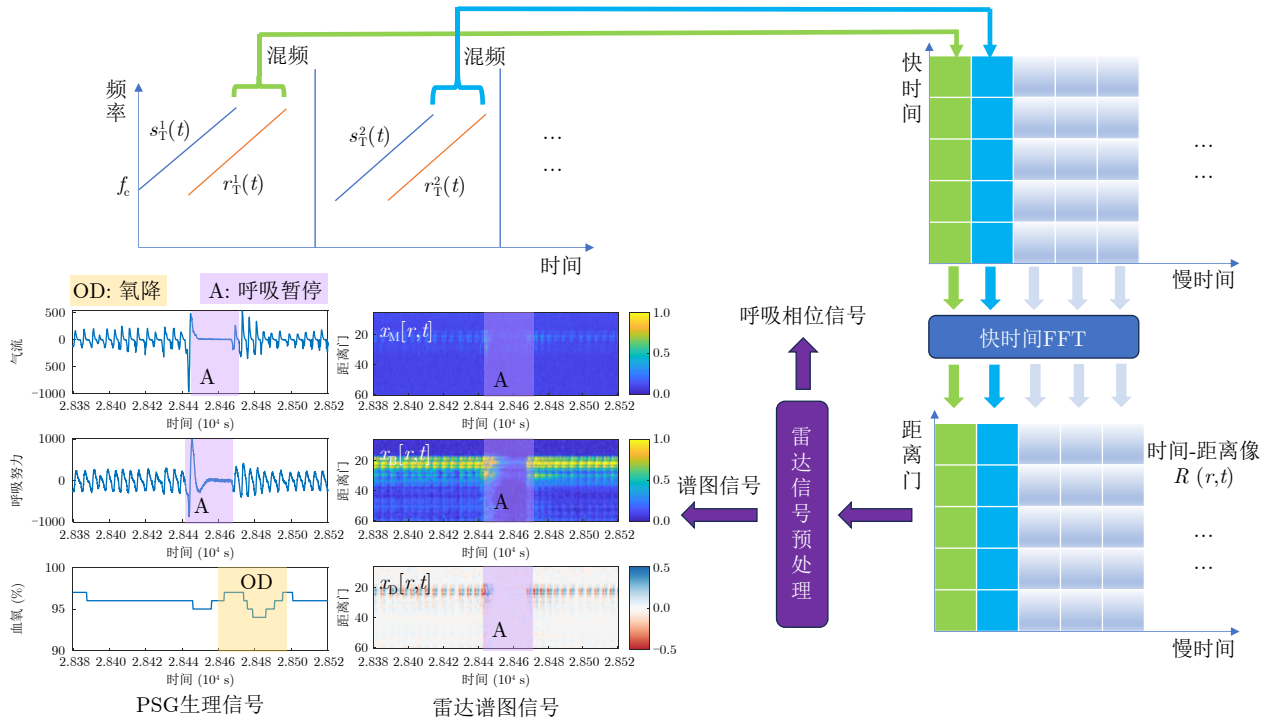 混频
混频
频率
s_T^1(t)
r_T^1(t)
s_T^2(t)
r_T^2(t)
...
...
f_c
时间
快时间
...
...
慢时间
快时间FFT
距离门
时间-距离像
R (r,t)
...
...
慢时间
雷达信号预处理
呼吸相位信号
谱图信号
OD: 氧降
A: 呼吸暂停
500
0
−500
−1000
气流
A
2.838 2.840 2.842 2.844 2.846 2.848 2.850 2.852
时间 (10⁴ s)
x_M[r,t]
20
40
60
距离门
A
1.0
0.5
0.0
2.838 2.840 2.842 2.844 2.846 2.848 2.850 2.852
时间 (10⁴ s)
1000
0
−1000
呼吸努力
A
2.838 2.840 2.842 2.844 2.846 2.848 2.850 2.852
时间 (10⁴ s)
x_B[r,t]
20
40
60
距离门
A
1.0
0.5
0.0
2.838 2.840 2.842 2.844 2.846 2.848 2.850 2.852
时间 (10⁴ s)
100
95
90
血氧 (%)
OD
2.838 2.840 2.842 2.844 2.846 2.848 2.850 2.852
时间 (10⁴ s)
x_D[r,t]
20
40
60
距离门
A
0.5
0.0
−0.5
2.838 2.840 2.842 2.844 2.846 2.848 2.850 2.852
时间 (10⁴ s)
PSG生理信号
雷达谱图信号